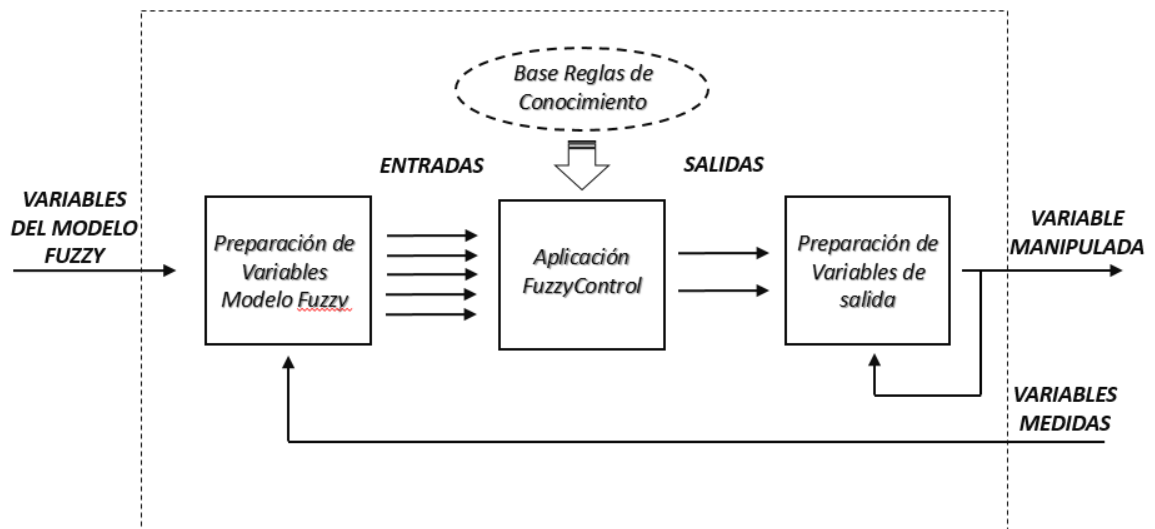 Base Reglas de
Conocimiento
ENTRADAS
SALIDAS
VARIABLES
DEL MODELO
FUZZY
Preparación de
Variables
Modelo Fuzzy
Aplicación
FuzzyControl
Preparación de
Variables de
salida
VARIABLE
MANIPULADA
VARIABLES
MEDIDAS